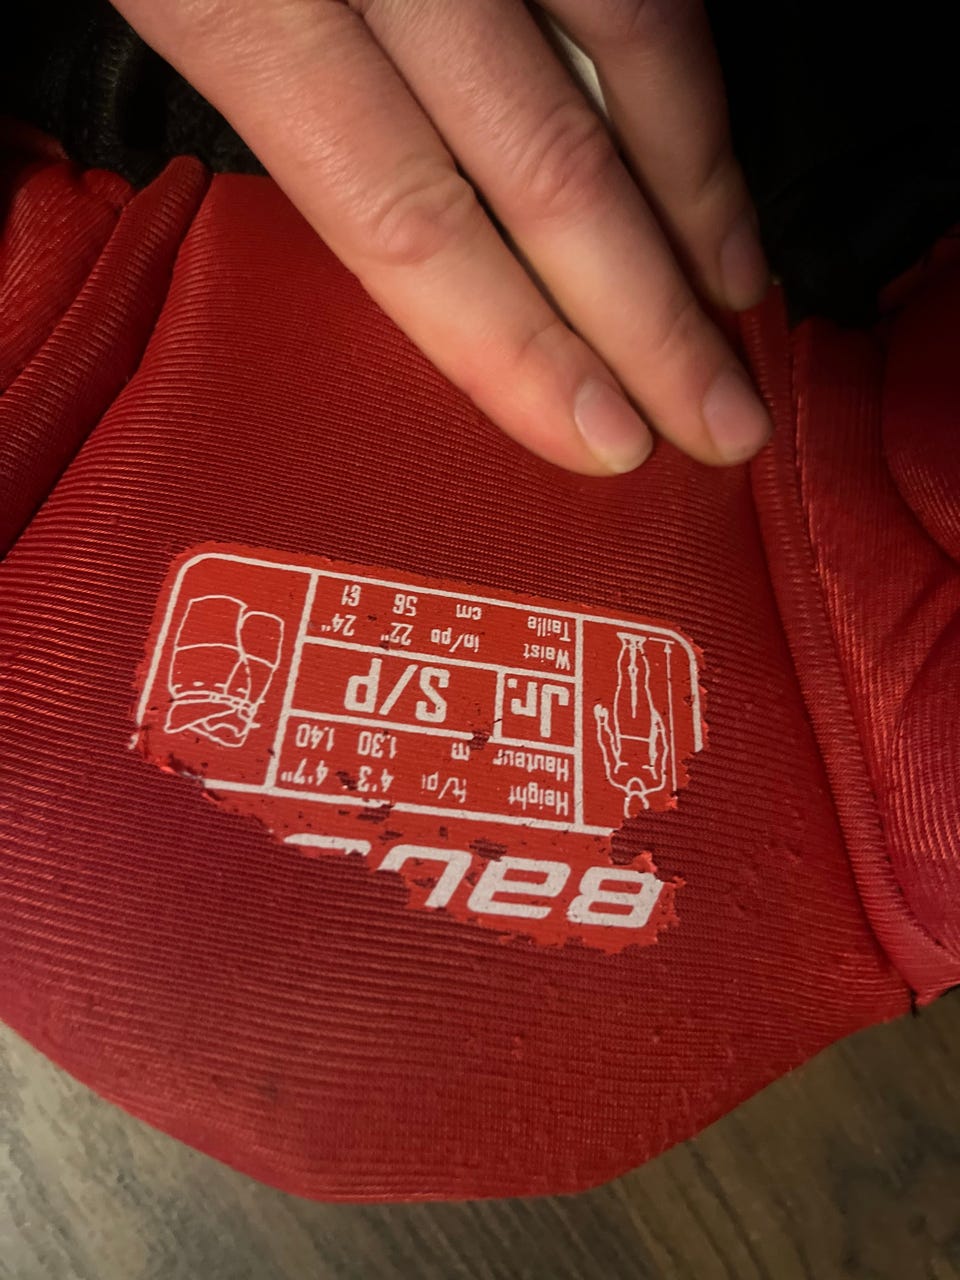 BAU
Height ft/pi 4'3 4'7"
Hauteur m 1.30 1.40
Jr. S/P
Waist in/po 22" 24"
Taille cm 56 61